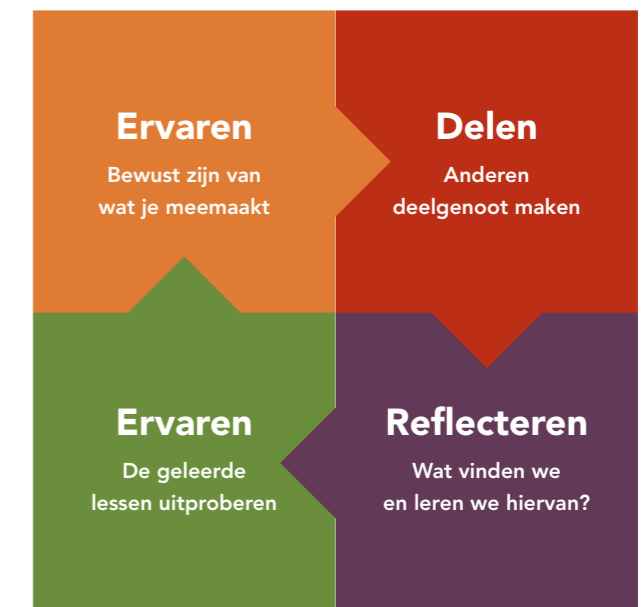 Ervaren
Bewust zijn van
wat je meemaakt
Delen
Anderen
deelgenoot maken
Ervaren
De geleerde
lessen uitproberen
Reflecteren
Wat vinden we
en leren we hiervan?